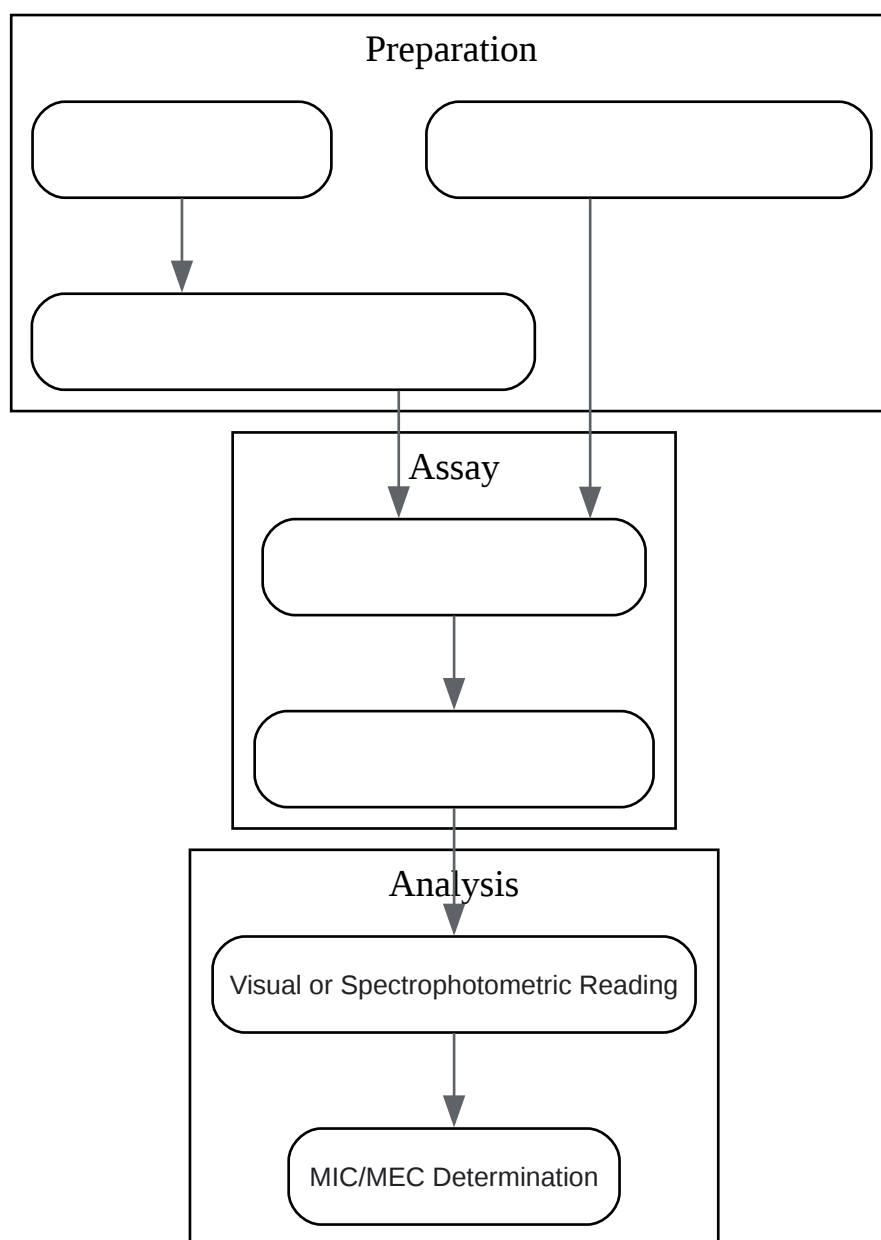 Preparation
Assay
Analysis
Visual or Spectrophotometric Reading
MIC/MEC Determination